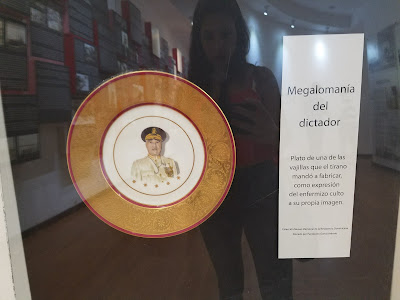 Megalomanía
del
dictador
Plato de una de las
vajillas que el tirano
mandó a fabricar,
como expresión
del enfermizo culto
a su propia imagen.